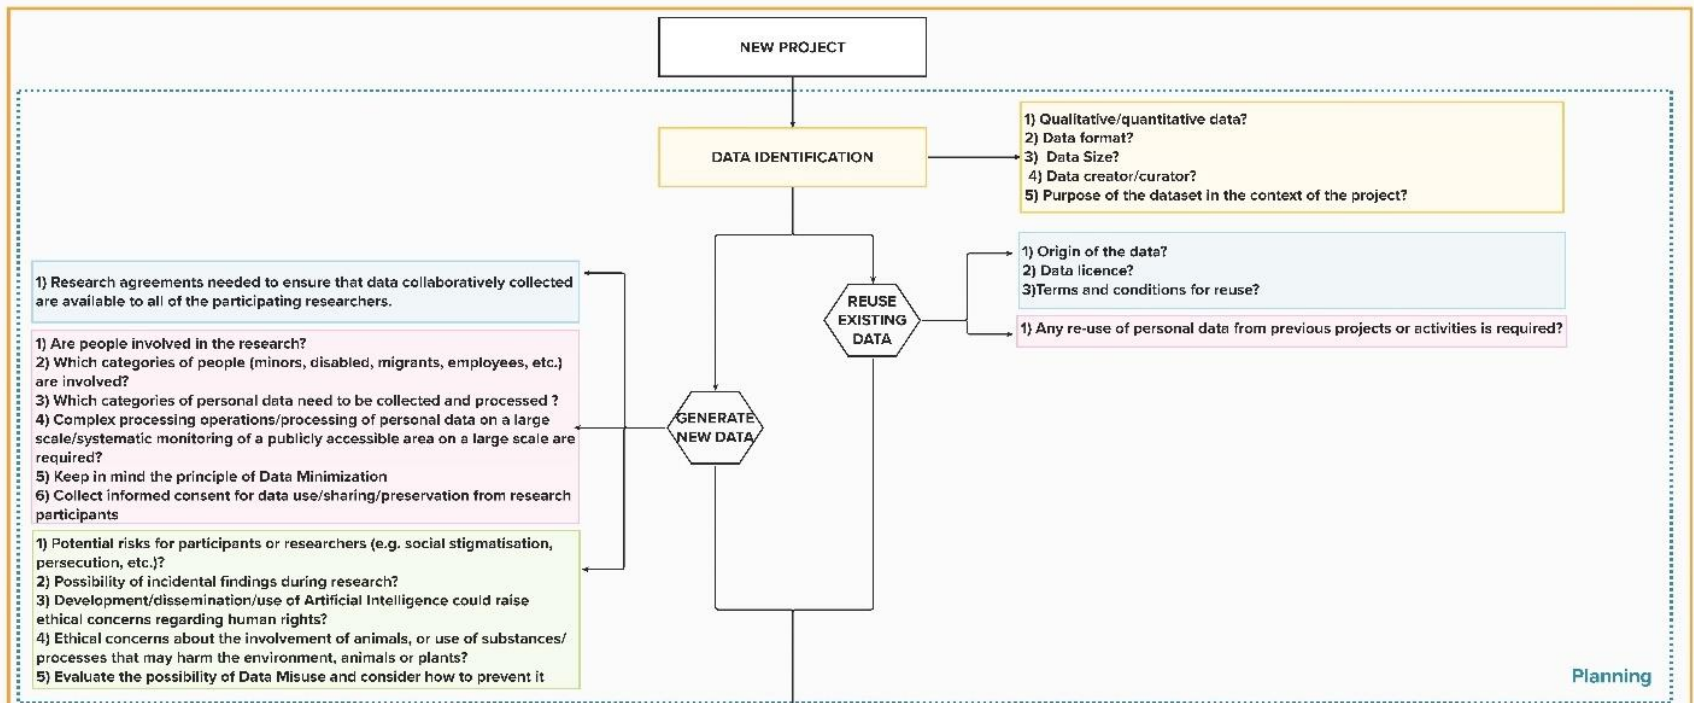 NEW PROJECT
DATA IDENTIFICATION
1) Qualitative/quantitative data?
2) Data format?
3) Data Size?
4) Data creator/curator?
5) Purpose of the dataset in the context of the project?
1) Origin of the data?
2) Data licence?
3)Terms and conditions for reuse?
REUSE
EXISTING
DATA
1) Any re-use of personal data from previous projects or activities is required?
1) Research agreements needed to ensure that data collaboratively collected
are available to all of the participating researchers.
1) Are people involved in the research?
2) Which categories of people (minors, disabled, migrants, employees, etc.)
are involved?
3) Which categories of personal data need to be collected and processed ?
4) Complex processing operations/processing of personal data on a large
scale/systematic monitoring of a publicly accessible area on a large scale are
required?
5) Keep in mind the principle of Data Minimization
6) Collect informed consent for data use/sharing/preservation from research
participants
GENERATE
NEW DATA
1) Potential risks for participants or researchers (e.g. social stigmatisation,
persecution, etc.)?
2) Possibility of incidental findings during research?
3) Development/dissemination/use of Artificial Intelligence could raise
ethical concerns regarding human rights?
4) Ethical concerns about the involvement of animals, or use of substances/
processes that may harm the environment, animals or plants?
5) Evaluate the possibility of Data Misuse and consider how to prevent it
Planning